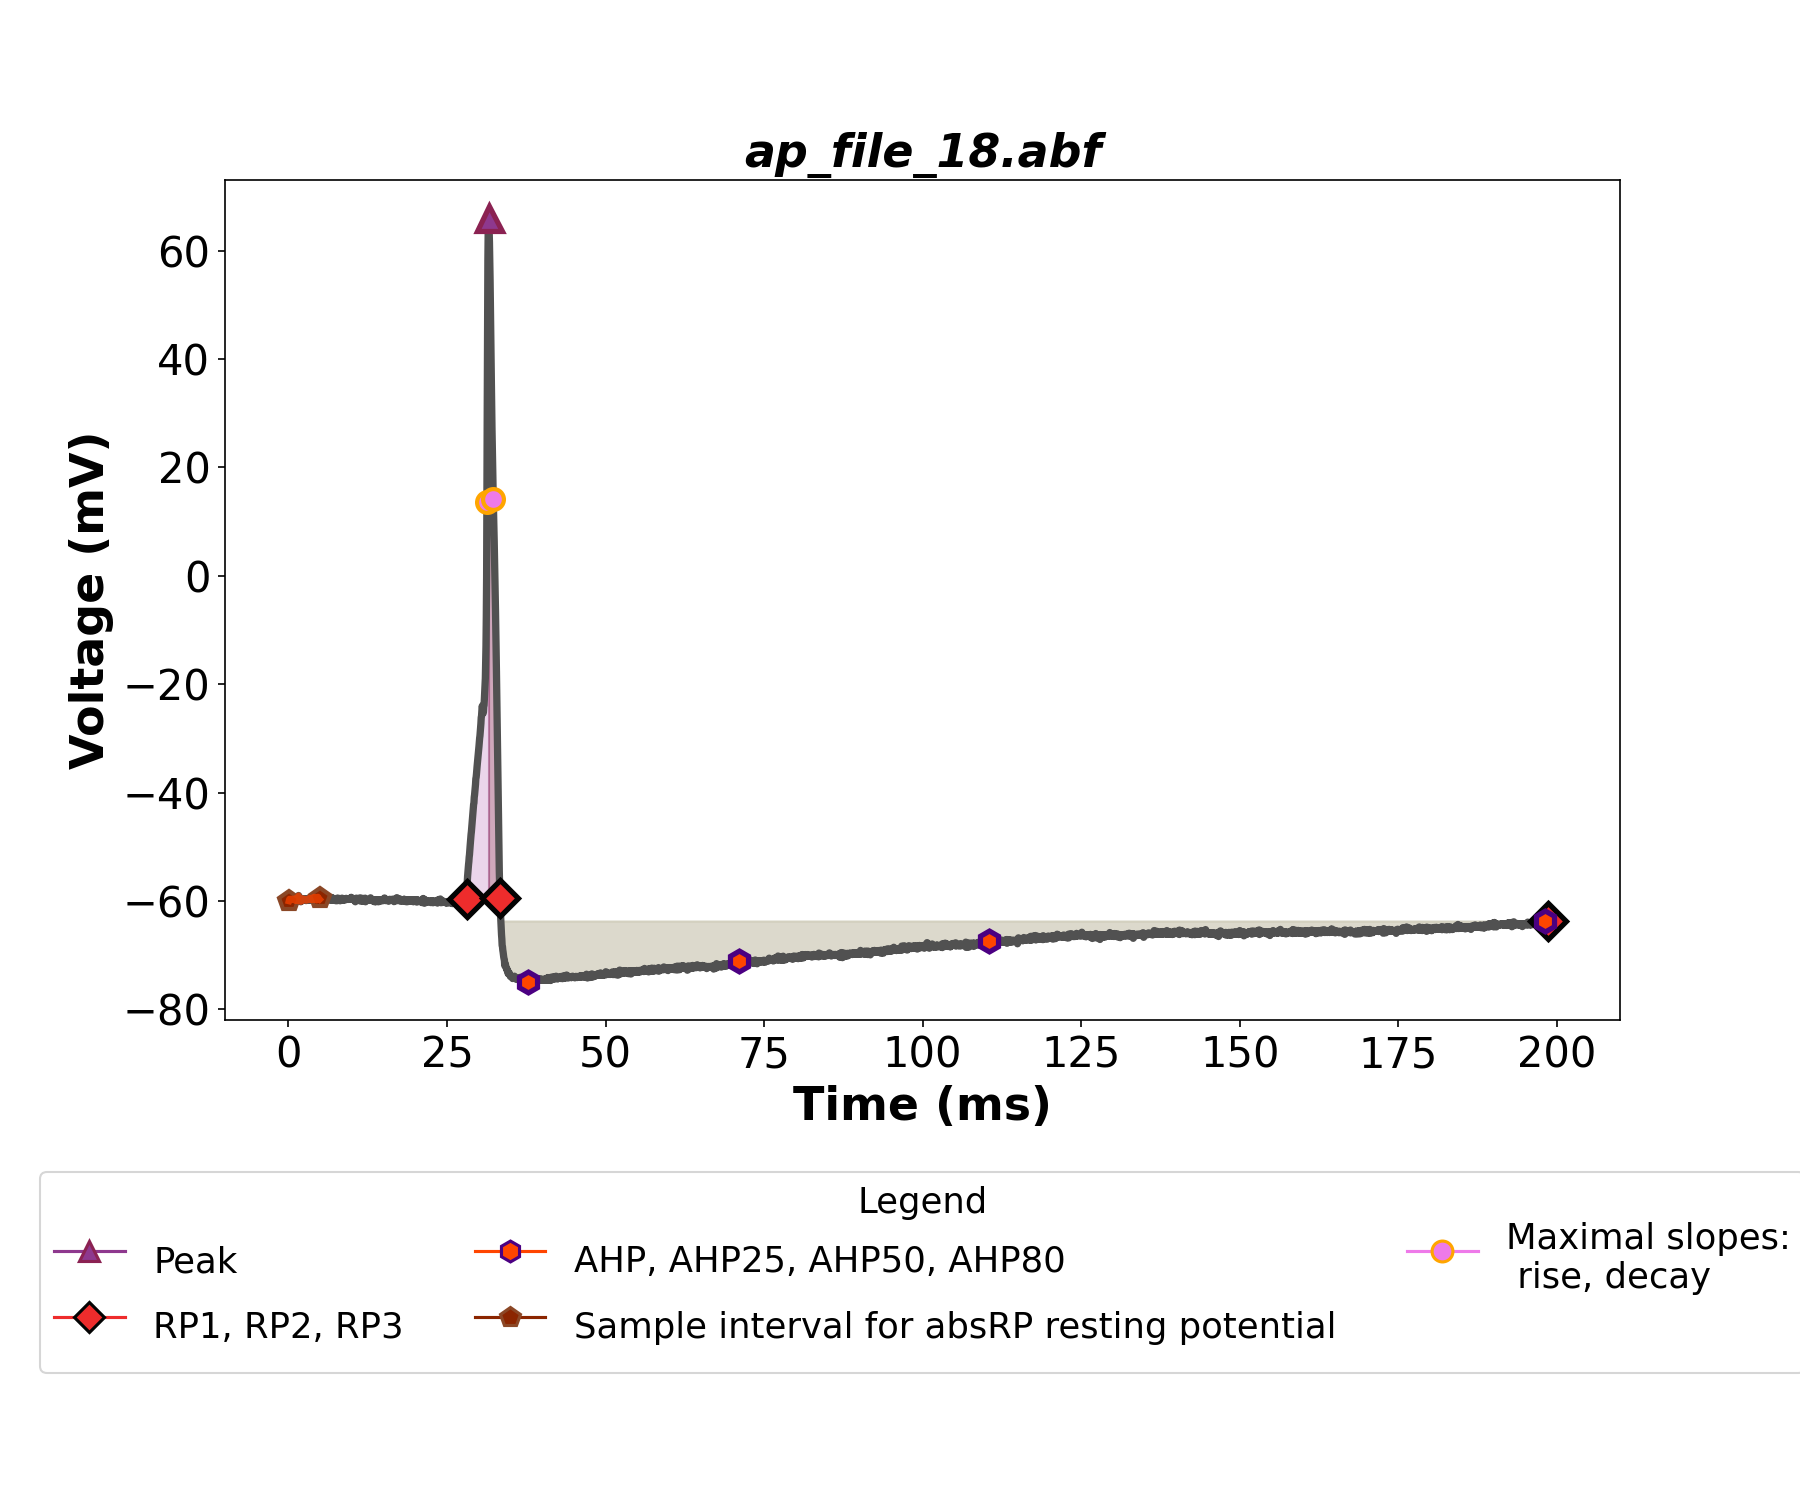 ap_file_18.abf
60
40
20
0
−20
−40
−60
−80
Voltage (mV)
0 25 50 75 100 125 150 175 200
Time (ms)
Legend
Peak
RP1, RP2, RP3
AHP, AHP25, AHP50, AHP80
Sample interval for absRP resting potential
Maximal slopes:
rise, decay